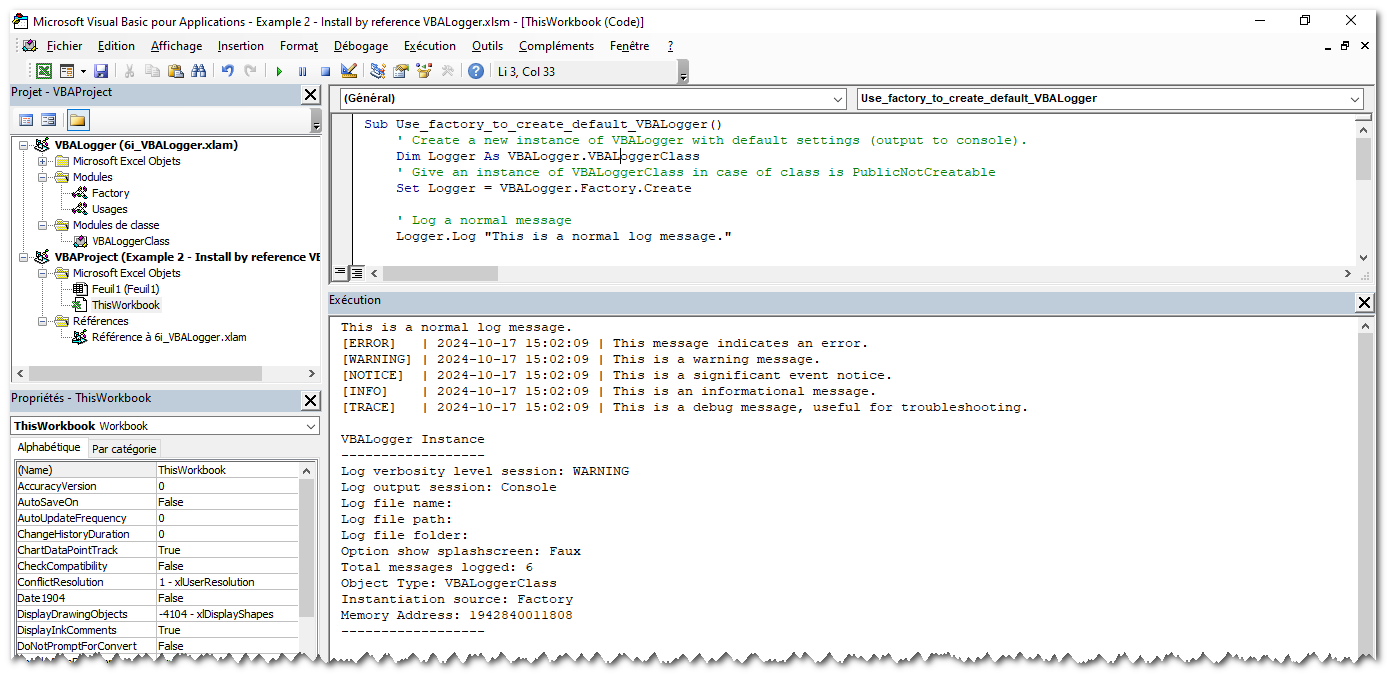 Microsoft Visual Basic pour Applications - Example 2 - Install by reference VBALogger.xlsm - [ThisWorkbook (Code)]
Fichier Edition Affichage Insertion Format Débogage Exécution Outils Compléments Fenêtre ?
Li 3, Col 33
Projet - VBAProject
VBALogger (6i_VBALogger.xlam)
Microsoft Excel Objets
Modules
Factory
Usages
Modules de classe
VBALoggerClass
VBAProject (Example 2 - Install by reference VE
Microsoft Excel Objets
Feuil1 (Feuil1)
ThisWorkbook
Références
Référence à 6i_VBALogger.xlam
Propriétés - ThisWorkbook
ThisWorkbook Workbook
Alphabétique Par catégorie
(Name) ThisWorkbook
AccuracyVersion 0
AutoSaveOn False
AutoUpdateFrequency 0
ChangeHistoryDuration 0
ChartDataPointTrack True
CheckCompatibility False
ConflictResolution 1 - xlUserResolution
Date1904 False
DisplayDrawingObjects -4104 - xlDisplayShapes
DisplayInkComments True
DoNotPromptForConvert False
(Général) Use_factory_to_create_default_VBALogger
Sub Use_factory_to_create_default_VBALogger()
' Create a new instance of VBALogger with default settings (output to console).
Dim Logger As VBALogger.VBALoggerClass
' Give an instance of VBALoggerClass in case of class is PublicNotCreatable
Set Logger = VBALogger.Factory.Create
' Log a normal message
Logger.Log "This is a normal log message."
Exécution
This is a normal log message.
[ERROR] | 2024-10-17 15:02:09 | This message indicates an error.
[WARNING] | 2024-10-17 15:02:09 | This is a warning message.
[NOTICE] | 2024-10-17 15:02:09 | This is a significant event notice.
[INFO] | 2024-10-17 15:02:09 | This is an informational message.
[TRACE] | 2024-10-17 15:02:09 | This is a debug message, useful for troubleshooting.
VBALogger Instance
------------------
Log verbosity level session: WARNING
Log output session: Console
Log file name:
Log file path:
Log file folder:
Option show splashscreen: Faux
Total messages logged: 6
Object Type: VBALoggerClass
Instantiation source: Factory
Memory Address: 1942840011808
------------------